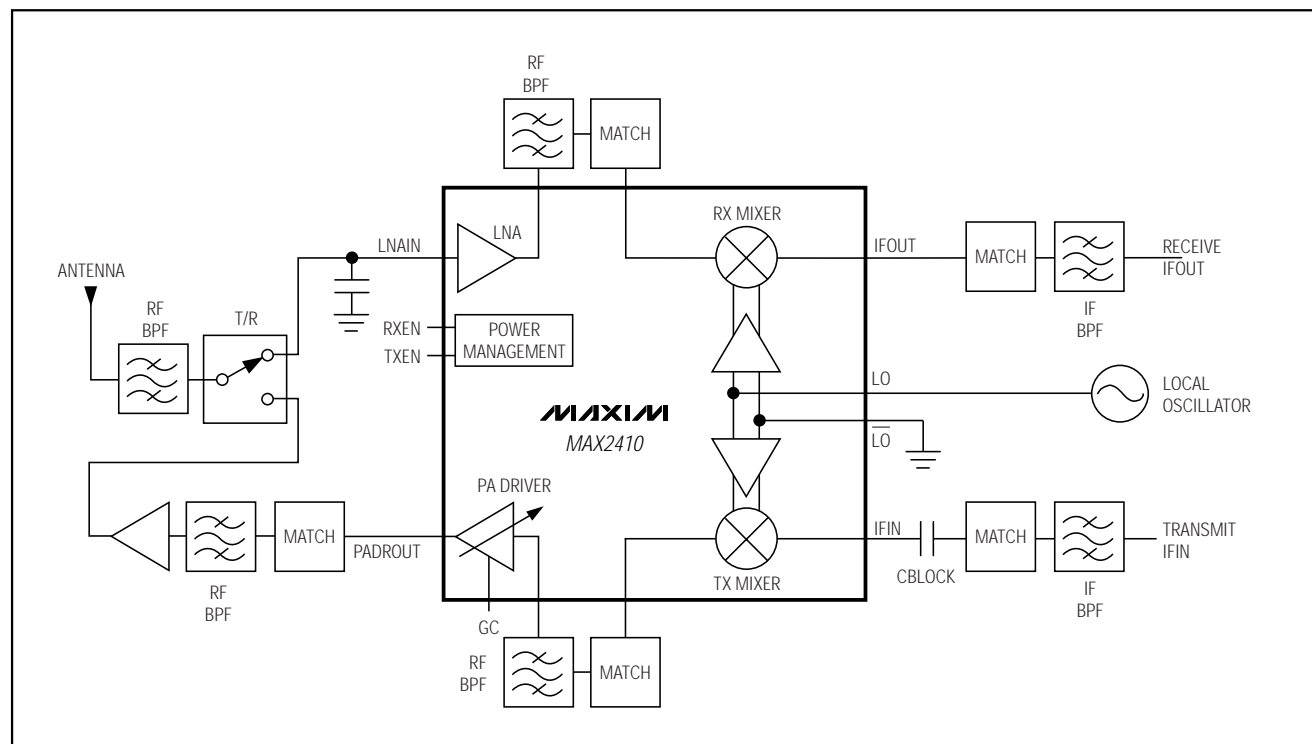 RF
BPF
MATCH
LNA
RX MIXER
LNAIN
IFOUT
MATCH
RECEIVE
IFOUT
IF
BPF
ANTENNA
RF
BPF
T/R
RXEN
TXEN
POWER
MANAGEMENT
LO
LOCAL
OSCILLATOR
MAXIM
MAX2410
LO
PA DRIVER
MATCH
PADROUT
RF
BPF
IFIN
CBLOCK
MATCH
TRANSMIT
IFIN
IF
BPF
TX MIXER
GC
RF
BPF
MATCH